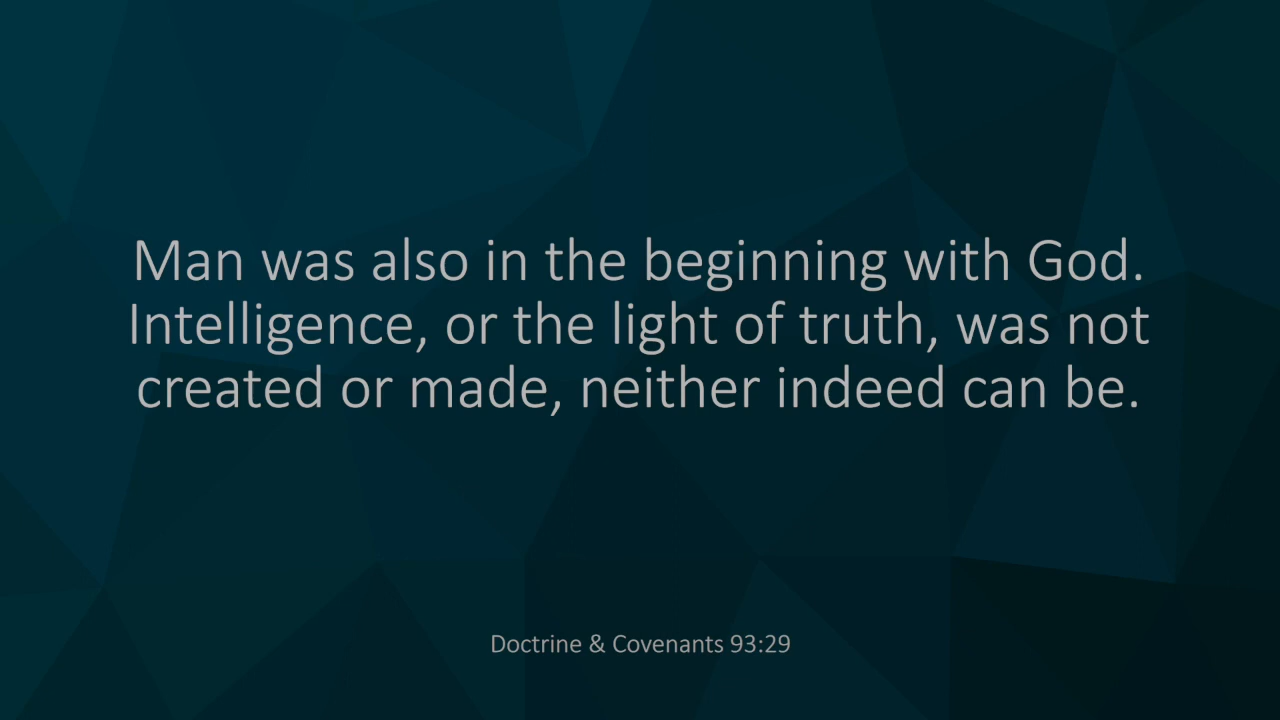 Man was also in the beginning with God.
Intelligence, or the light of truth, was not
created or made, neither indeed can be.
Doctrine & Covenants 93:29